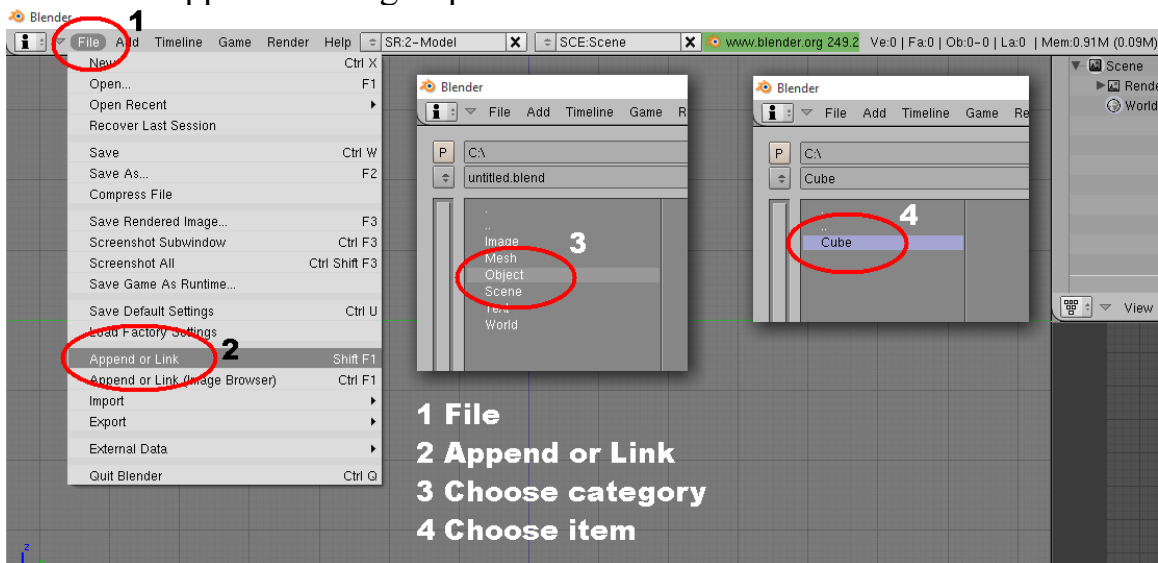 Blender
1
File Add Timeline Game Render Help SR:2-Model X SCE:Scene X www.blender.org 249.2 Ve:0 | Fa:0 | Ob:0-0 | La:0 | Mem:0.91M (0.09M)
New Ctrl X
Open... F1
Open Recent
Recover Last Session
Save Ctrl W
Save As... F2
Compress File
Save Rendered Image... F3
Screenshot Subwindow Ctrl F3
Screenshot All Ctrl Shift F3
Save Game As Runtime...
Save Default Settings Ctrl U
Load Factory Settings
Append or Link Shift F1
2
Append or Link (Image Browser) Ctrl F1
Import
Export
External Data
Quit Blender Ctrl Q
Blender
File Add Timeline Game R
P C:\
untitled.blend
.
..
Image
3
Mesh
Object
Scene
Text
World
Blender
File Add Timeline Game Re
P C:\
Cube
4
..
Cube
Scene
Rende
World
View
1 File
2 Append or Link
3 Choose category
4 Choose item
z